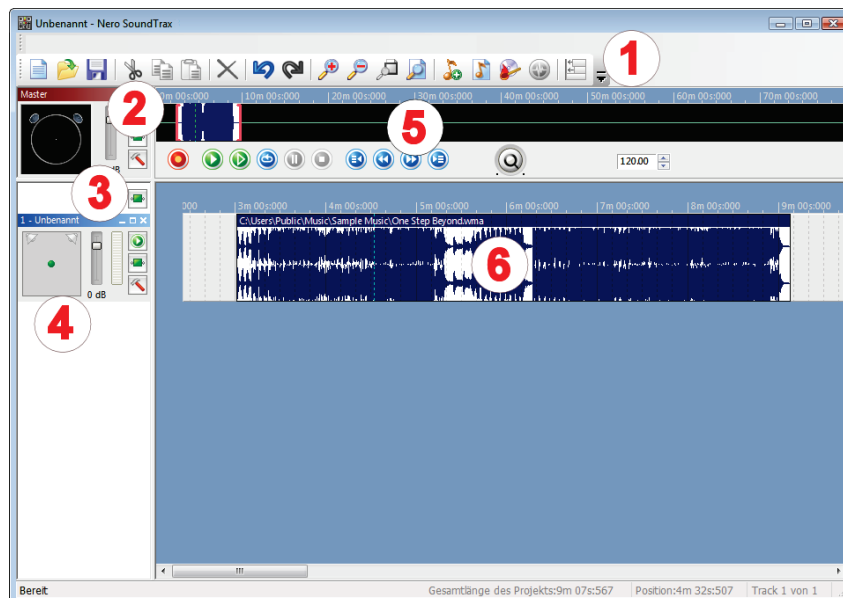 Unbenannt - Nero SoundTrax
1
Master
0m 00s:000 |10m 00s:000 |20m 00s:000 |30m 00s:000 |40m 00s:000 |50m 00s:000 |60m 00s:000 |70m 00s:000
2
5
120.00
3
1 - Unbenannt
000 |3m 00s:000 |4m 00s:000 |5m 00s:000 |6m 00s:000 |7m 00s:000 |8m 00s:000 |9m 00s:000
C:\Users\Public\Music\Sample Music\One Step Beyond.wma
6
0 dB
4
Bereit
Gesamtlänge des Projekts:9m 07s:567 Position:4m 32s:507 Track 1 von 1